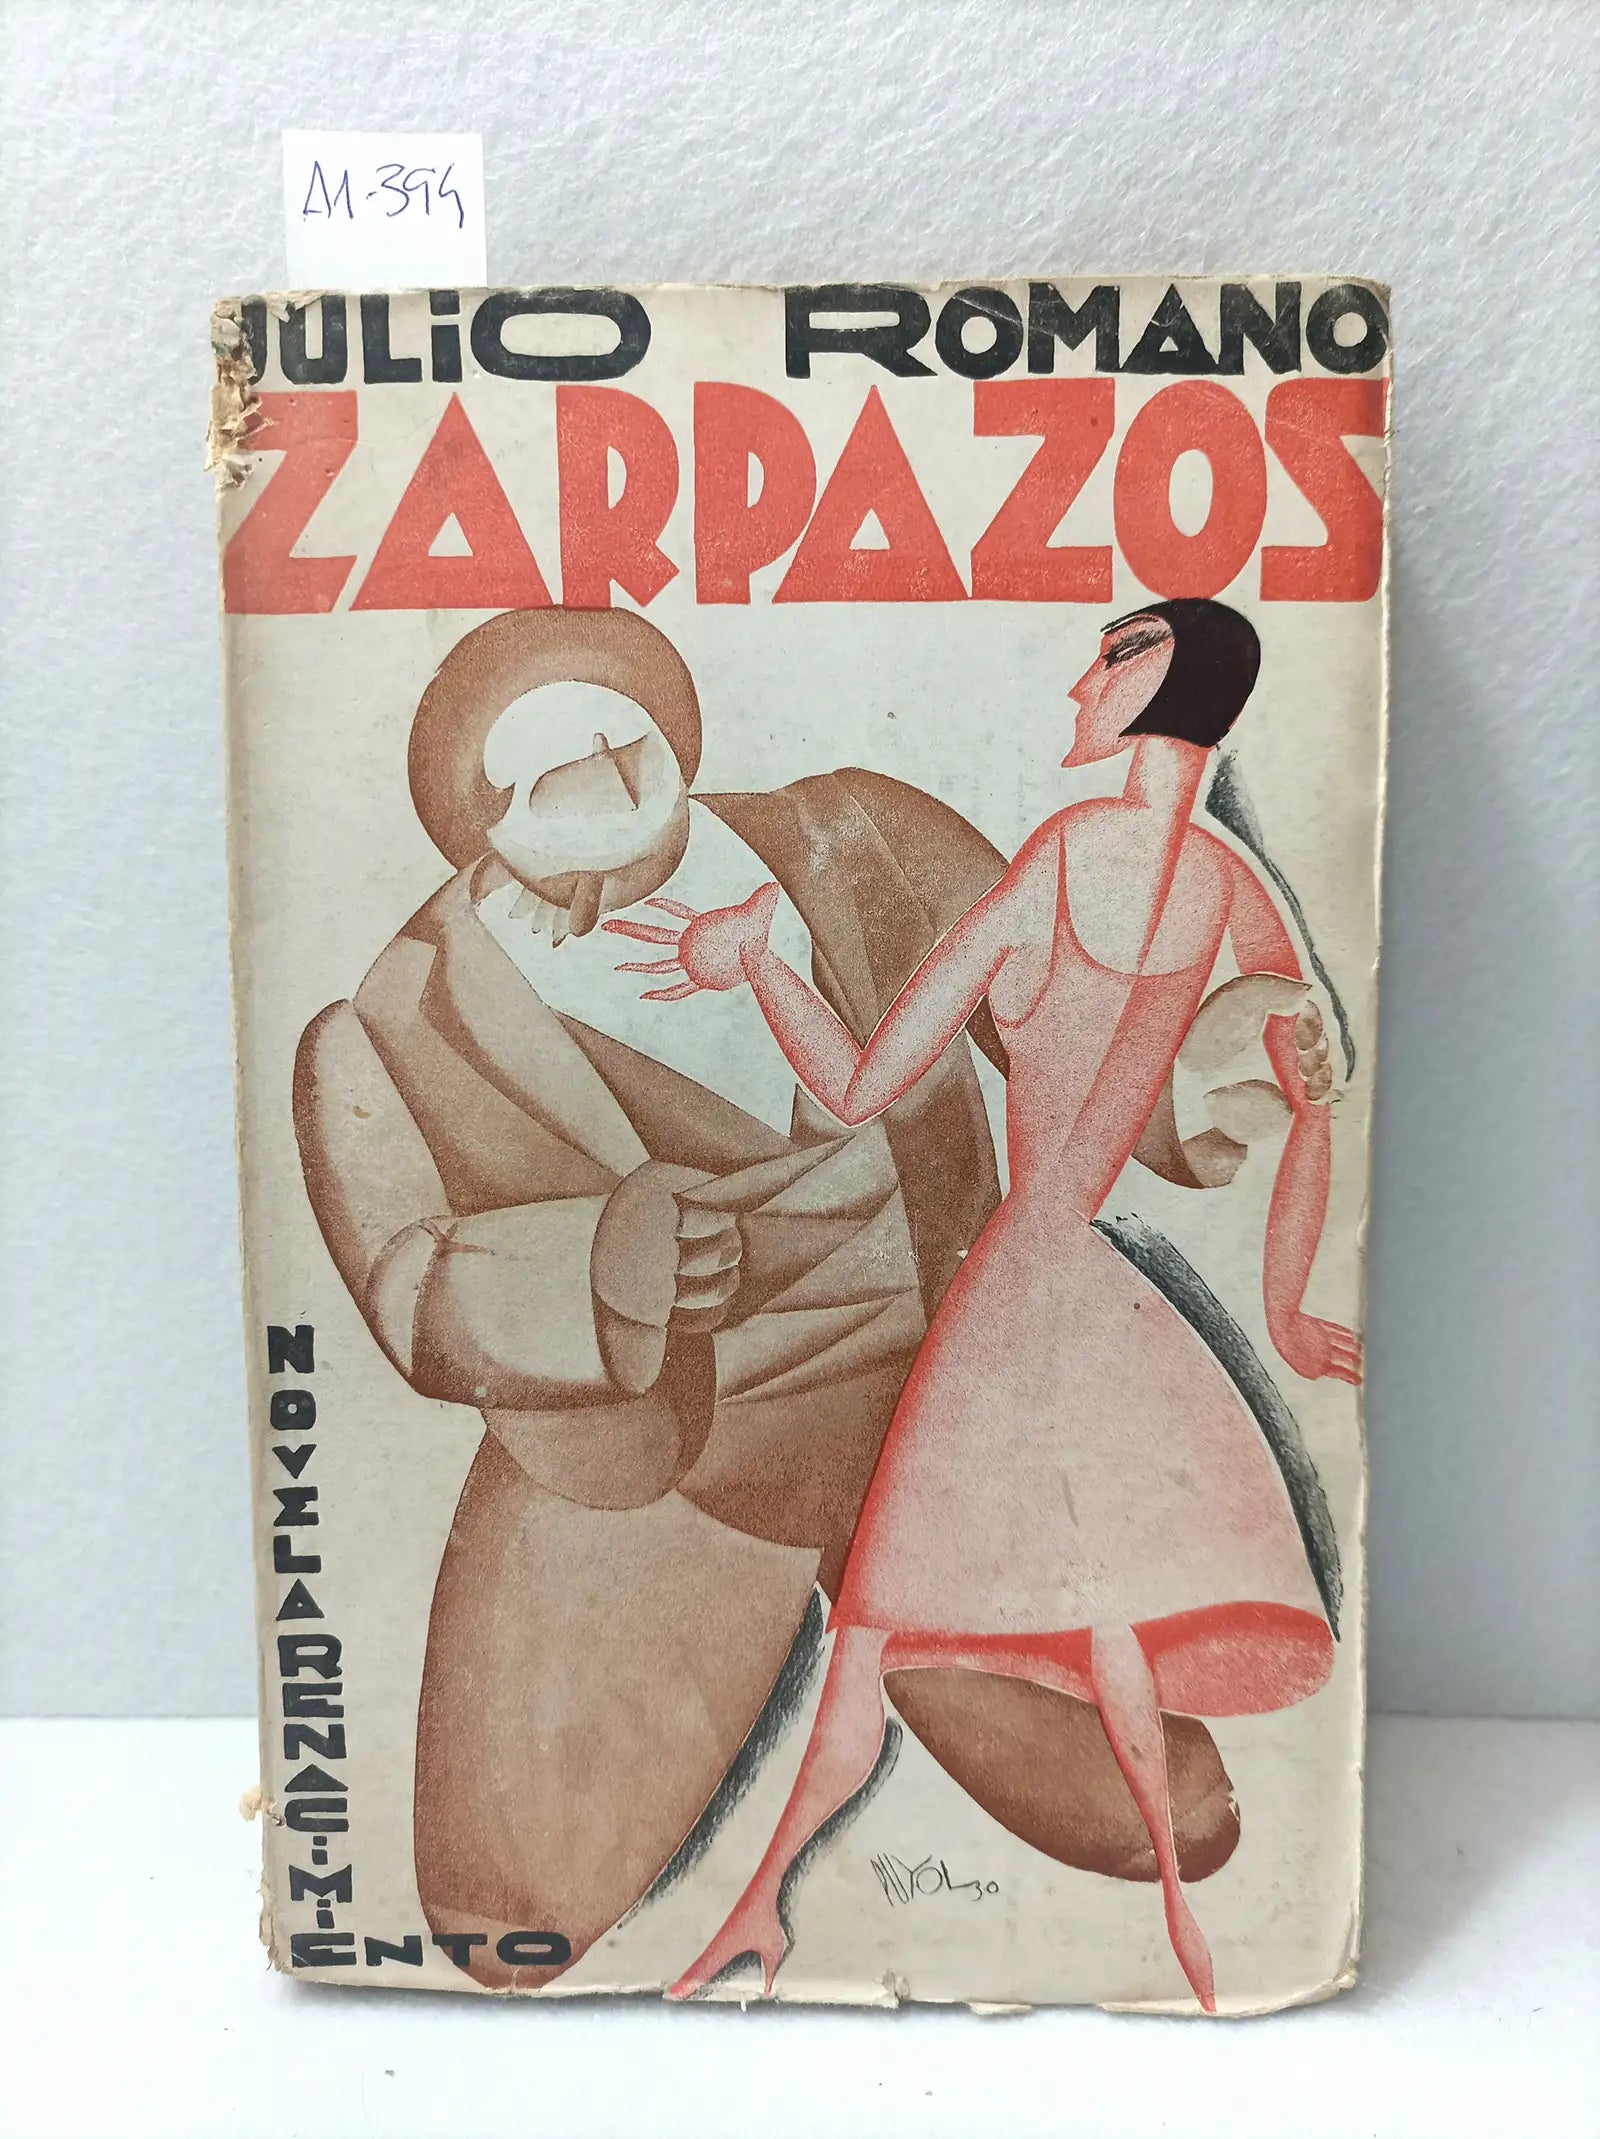 A1-394
JULiO ROMANO
ZARPAZOS
NOVELA RENACiMiENTO